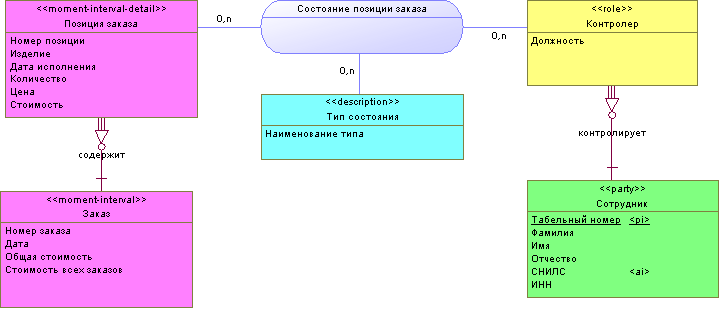 <<moment-interval-detail>>
Позиция заказа
Номер позиции
Изделие
Дата исполнения
Количество
Цена
Стоимость
0,n
Состояние позиции заказа
0,n
0,n
<<role>>
Контролер
Должность
<<description>>
Тип состояния
Наименование типа
содержит
контролирует
<<moment-interval>>
Заказ
Номер заказа
Дата
Общая стоимость
Стоимость всех заказов
<<party>>
Сотрудник
Табельный номер <pi>
Фамилия
Имя
Отчество
СНИЛС <ai>
ИНН